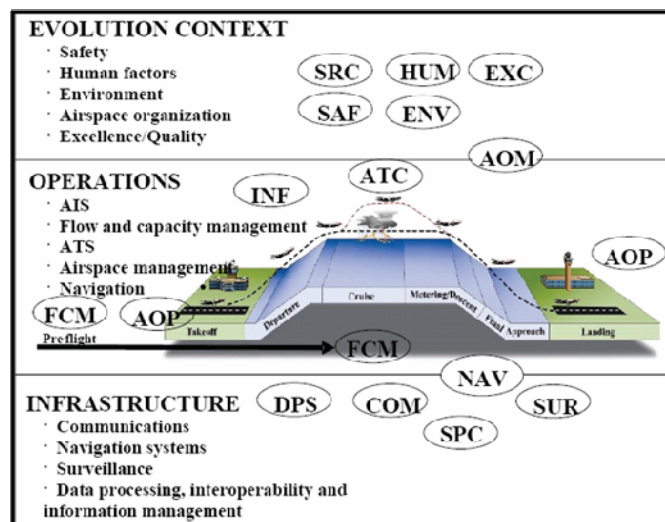 EVOLUTION CONTEXT
· Safety
· Human factors
· Environment
· Airspace organization
· Excellence/Quality
SRC HUM EXC
SAF ENV
AOM
OPERATIONS
· AIS
· Flow and capacity management
· ATS
· Airspace management
· Navigation
INF ATC
AOP
FCM AOP
Preflight
Takeoff Departure Cruise Metering/Descent Final Approach Landing
FCM
NAV
INFRASTRUCTURE
· Communications
· Navigation systems
· Surveillance
· Data processing, interoperability and
information management
DPS COM SUR
SPC